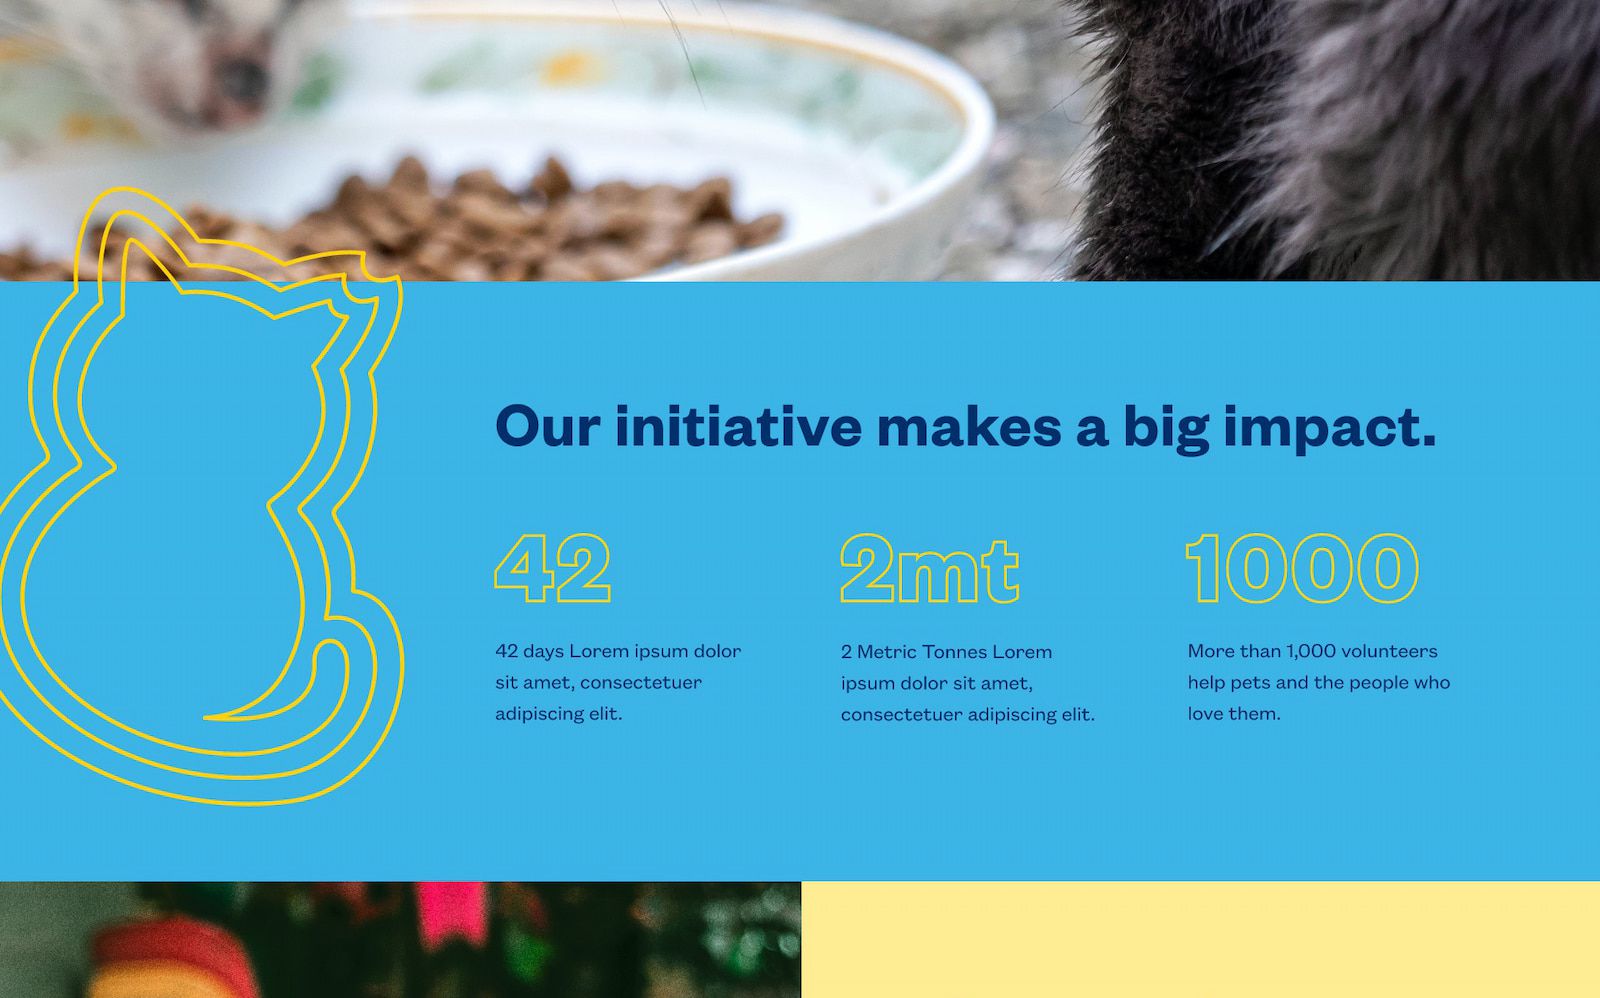 Our initiative makes a big impact.
42
42 days Lorem ipsum dolor
sit amet, consectetuer
adipiscing elit.
2mt
2 Metric Tonnes Lorem
ipsum dolor sit amet,
consectetuer adipiscing elit.
1000
More than 1,000 volunteers
help pets and the people who
love them.